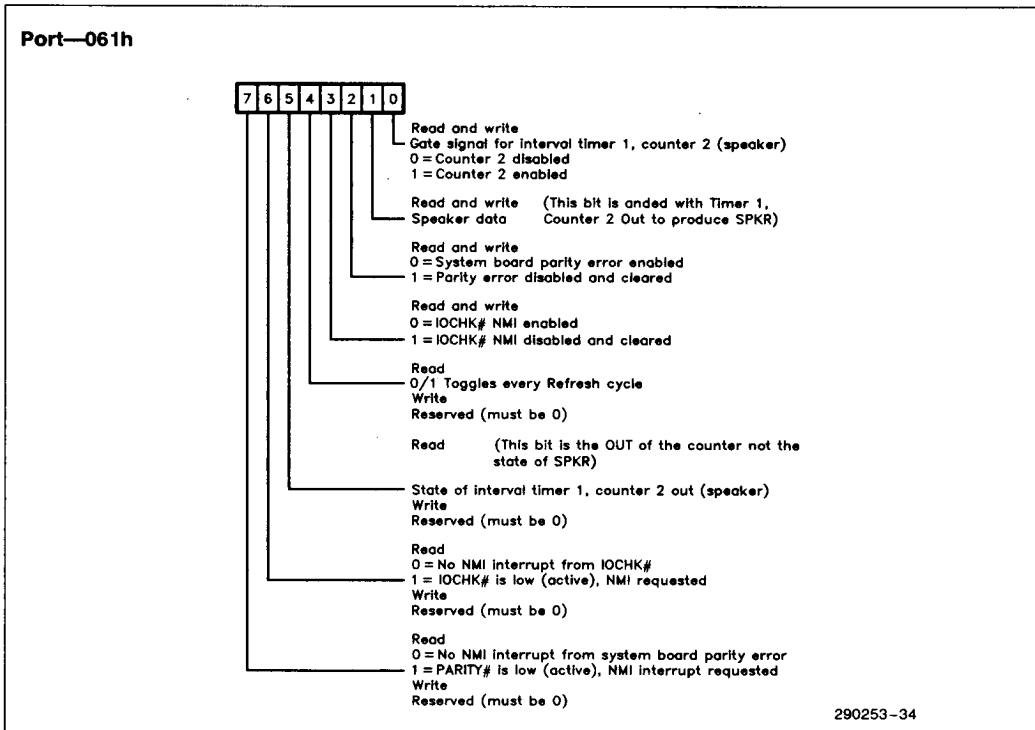 Port—061h
7 6 5 4 3 2 1 0
Read and write
Gate signal for interval timer 1, counter 2 (speaker)
0 = Counter 2 disabled
1 = Counter 2 enabled
Read and write (This bit is anded with Timer 1,
Speaker data Counter 2 Out to produce SPKR)
Read and write
0 = System board parity error enabled
1 = Parity error disabled and cleared
Read and write
0 = IOCHK# NMI enabled
1 = IOCHK# NMI disabled and cleared
Read
0/1 Toggles every Refresh cycle
Write
Reserved (must be 0)
Read (This bit is the OUT of the counter not the
state of SPKR)
State of interval timer 1, counter 2 out (speaker)
Write
Reserved (must be 0)
Read
0 = No NMI interrupt from IOCHK#
1 = IOCHK# is low (active), NMI requested
Write
Reserved (must be 0)
Read
0 = No NMI interrupt from system board parity error
1 = PARITY# is low (active), NMI interrupt requested
Write
Reserved (must be 0)
290253-34